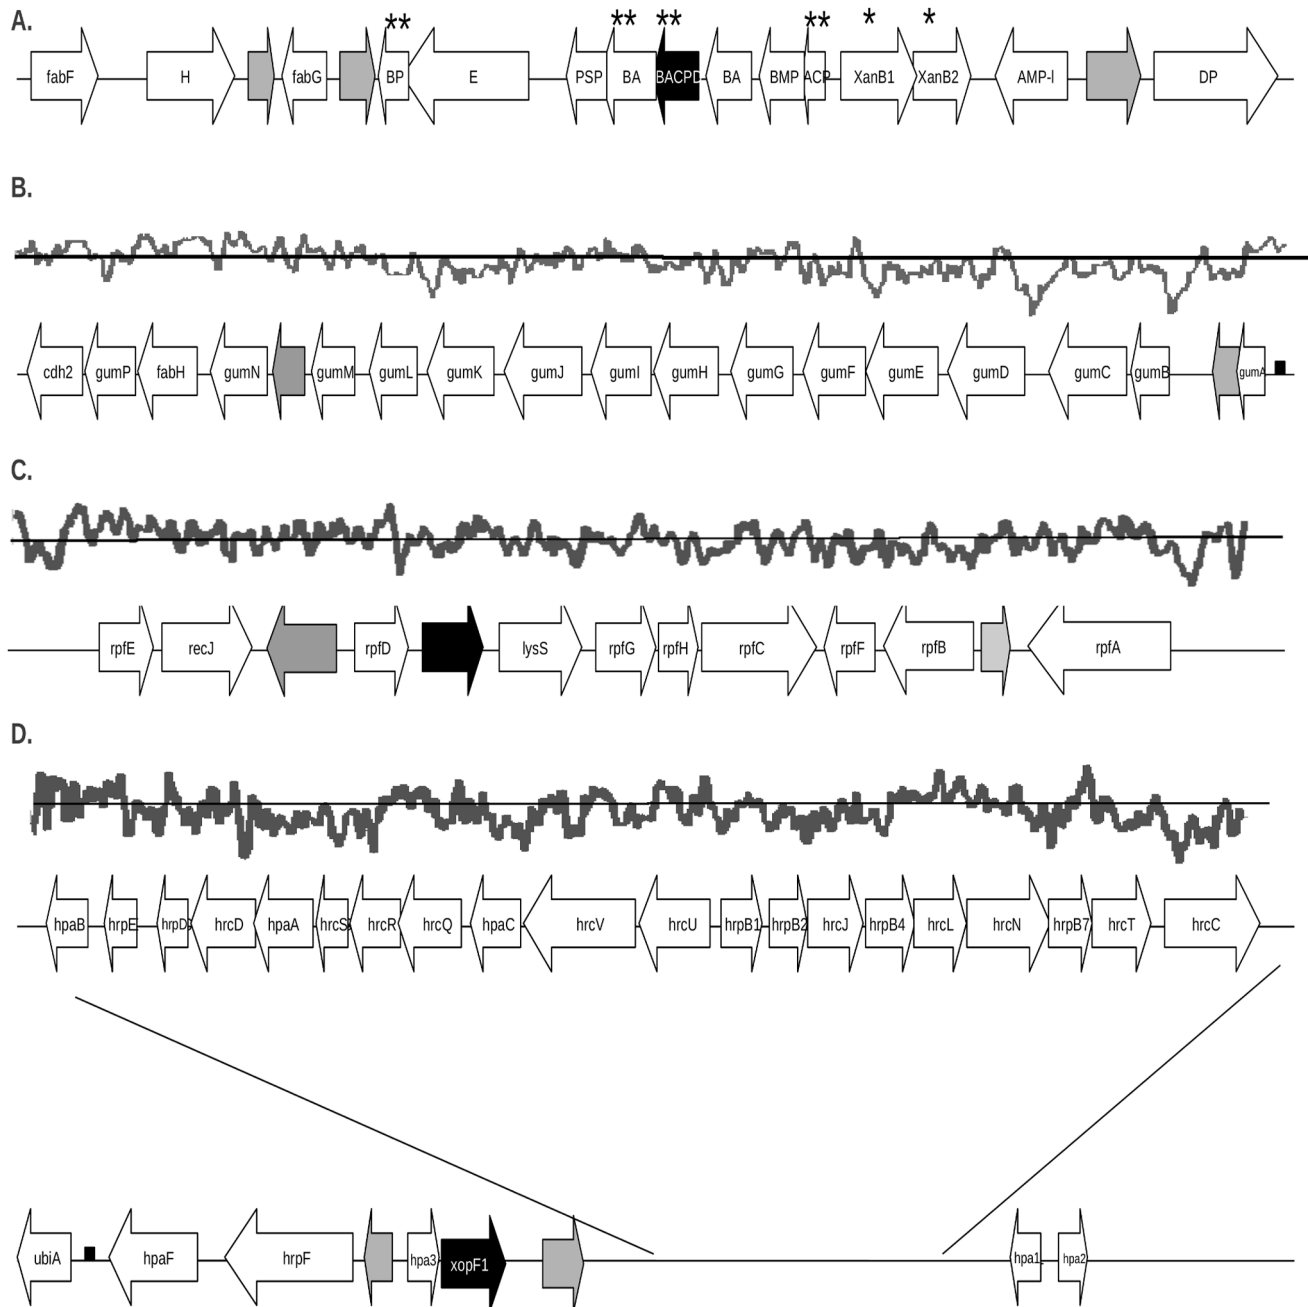 A.
** ** ** ** * *
fabF H fabG BP E PSP BA BACPD BA BMP ACP XanB1 XanB2 AMP-I DP
B.
cdh2 gumP fabH gumN gumM gumL gumK gumJ gumI gumH gumG gumF gumE gumD gumC gumB gumA
C.
rpfE recJ rpfD lysS rpfG rpfH rpfC rpfF rpfB rpfA
D.
hpaB hrpE hrpD hrcD hpaA hrcS hrcR hrcQ hpaC hrcV hrcU hrpB1 hrpB2 hrcJ hrpB4 hrcL hrcN hrpB7 hrcT hrcC
ubiA hpaF hrpF hpa3 xopF1 hpa1 hpa2